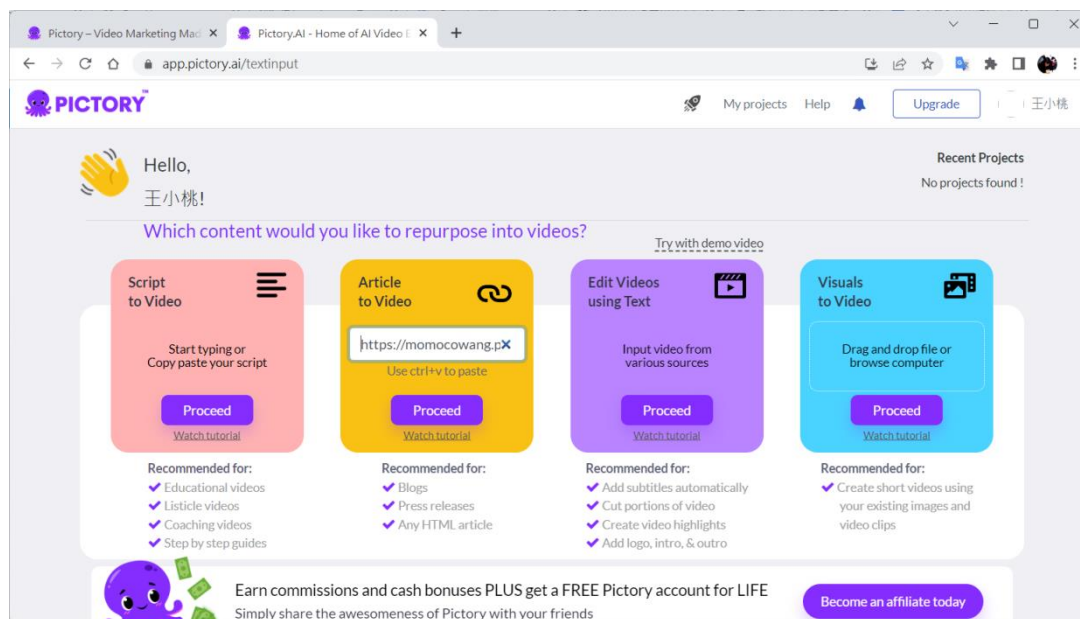 Pictory – Video Marketing Mad
Pictory.AI - Home of AI Video E
app.pictory.ai/textinput
PICTORY™
My projects
Help
Upgrade
王小桃
Hello,
王小桃!
Recent Projects
No projects found !
Which content would you like to repurpose into videos?
Try with demo video
Script
to Video
Start typing or
Copy paste your script
Proceed
Watch tutorial
Recommended for:
Educational videos
Listicle videos
Coaching videos
Step by step guides
Article
to Video
https://momocowang.p
Use ctrl+v to paste
Proceed
Watch tutorial
Recommended for:
Blogs
Press releases
Any HTML article
Edit Videos
using Text
Input video from
various sources
Proceed
Watch tutorial
Recommended for:
Add subtitles automatically
Cut portions of video
Create video highlights
Add logo, intro, & outro
Visuals
to Video
Drag and drop file or
browse computer
Proceed
Watch tutorial
Recommended for:
Create short videos using
your existing images and
video clips
Earn commissions and cash bonuses PLUS get a FREE Pictory account for LIFE
Simply share the awesomeness of Pictory with your friends
Become an affiliate today